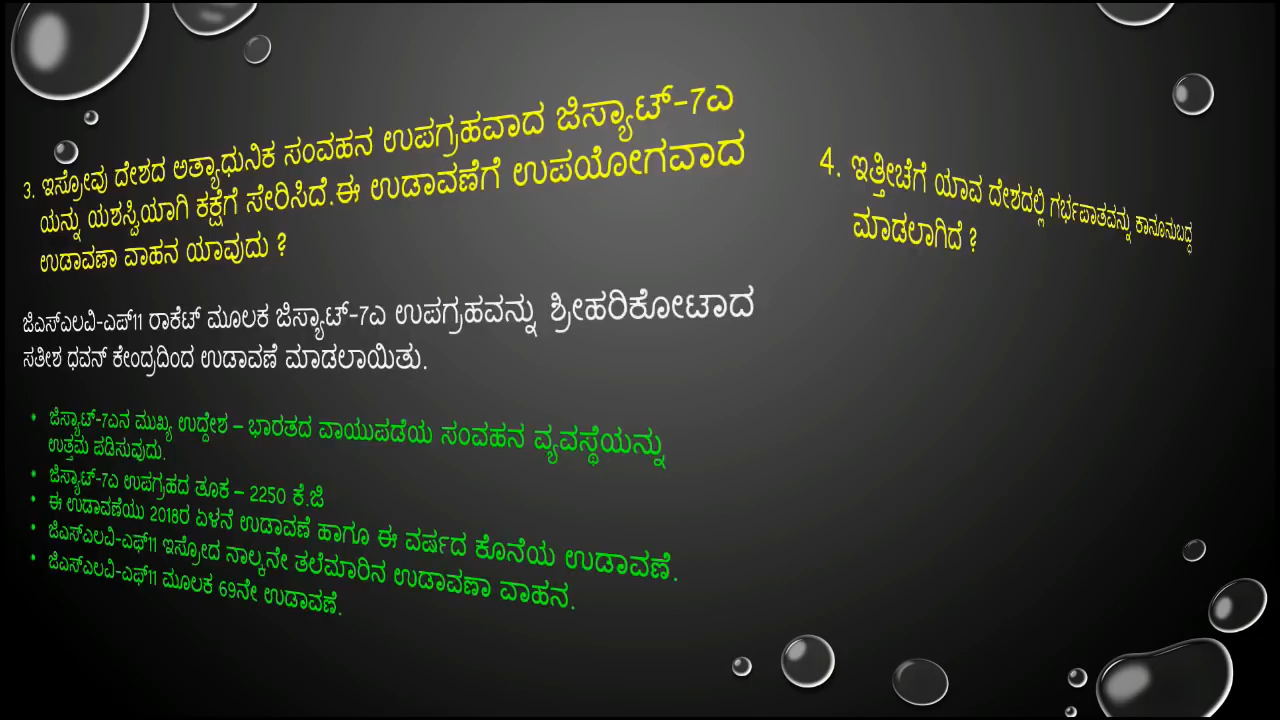 3. ಇಸ್ರೋವು ದೇಶದ ಅತ್ಯಾಧುನಿಕ ಸಂವಹನ ಉಪಗ್ರಹವಾದ ಜಿಸ್ಯಾಟ್-7ಎ
ಯನ್ನು ಯಶಸ್ವಿಯಾಗಿ ಕಕ್ಷೆಗೆ ಸೇರಿಸಿದೆ.ಈ ಉಡಾವಣೆಗೆ ಉಪಯೋಗವಾದ
ಉಡಾವಣಾ ವಾಹನ ಯಾವುದು ?
ಜಿಎಸ್ಎಲವಿ-ಎಫ್11 ರಾಕೆಟ್ ಮೂಲಕ ಜಿಸ್ಯಾಟ್-7ಎ ಉಪಗ್ರಹವನ್ನು ಶ್ರೀಹರಿಕೋಟಾದ
ಸತೀಶ ಧವನ್ ಕೇಂದ್ರದಿಂದ ಉಡಾವಣೆ ಮಾಡಲಾಯಿತು.
• ಜಿಸ್ಯಾಟ್-7ಎನ ಮುಖ್ಯ ಉದ್ದೇಶ – ಭಾರತದ ವಾಯುಪಡೆಯ ಸಂವಹನ ವ್ಯವಸ್ಥೆಯನ್ನು
ಉತ್ತಮ ಪಡಿಸುವುದು.
• ಜಿಸ್ಯಾಟ್-7ಎ ಉಪಗ್ರಹದ ತೂಕ – 2250 ಕೆ.ಜಿ
• ಈ ಉಡಾವಣೆಯು 2018ರ ಏಳನೆ ಉಡಾವಣೆ ಹಾಗೂ ಈ ವರ್ಷದ ಕೊನೆಯ ಉಡಾವಣೆ.
• ಜಿಎಸ್ಎಲವಿ-ಎಫ್11 ಇಸ್ರೋದ ನಾಲ್ಕನೇ ತಲೆಮಾರಿನ ಉಡಾವಣಾ ವಾಹನ.
• ಜಿಎಸ್ಎಲವಿ-ಎಫ್11 ಮೂಲಕ 69ನೇ ಉಡಾವಣೆ.
4. ಇತ್ತೀಚೆಗೆ ಯಾವ ದೇಶದಲ್ಲಿ ಗರ್ಭಪಾತವನ್ನು ಕಾನೂನುಬದ್ಧ
ಮಾಡಲಾಗಿದೆ ?